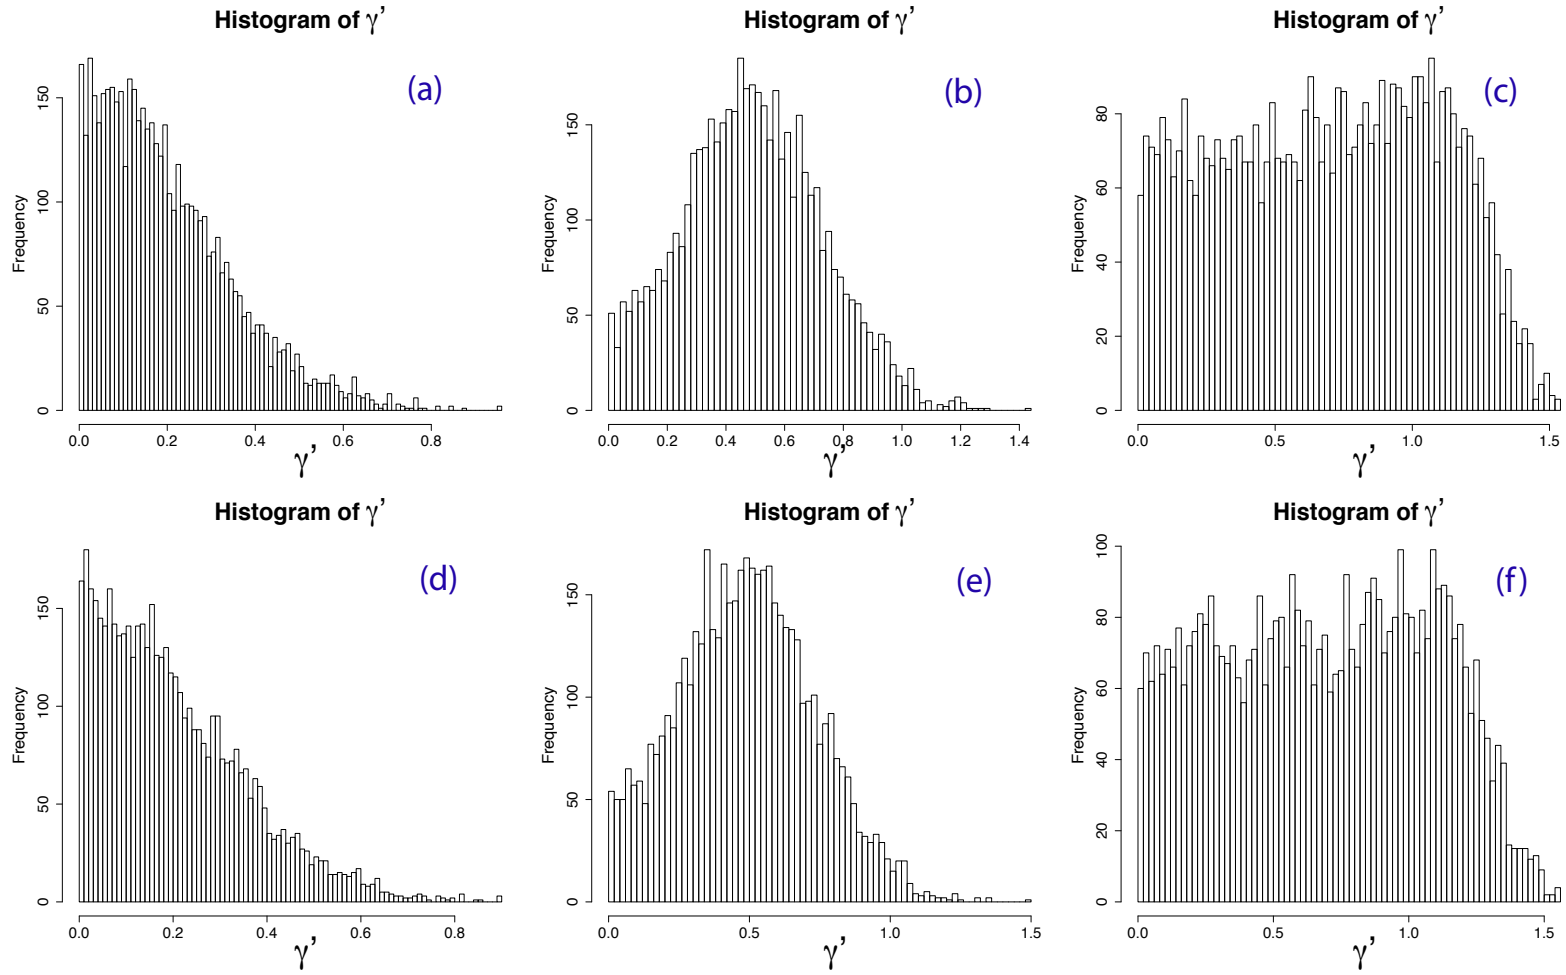 Histogram of γ’
(a)
Frequency
0 50 100 150
0.0 0.2 0.4 0.6 0.8
γ’
Histogram of γ’
(b)
Frequency
0 50 100 150
0.0 0.2 0.4 0.6 0.8 1.0 1.2 1.4
γ’
Histogram of γ’
(c)
Frequency
0 20 40 60 80
0.0 0.5 1.0 1.5
γ’
Histogram of γ’
(d)
Frequency
0 50 100 150
0.0 0.2 0.4 0.6 0.8
γ’
Histogram of γ’
(e)
Frequency
0 50 100 150
0.0 0.5 1.0 1.5
γ’
Histogram of γ’
(f)
Frequency
0 20 40 60 80 100
0.0 0.5 1.0 1.5
γ’